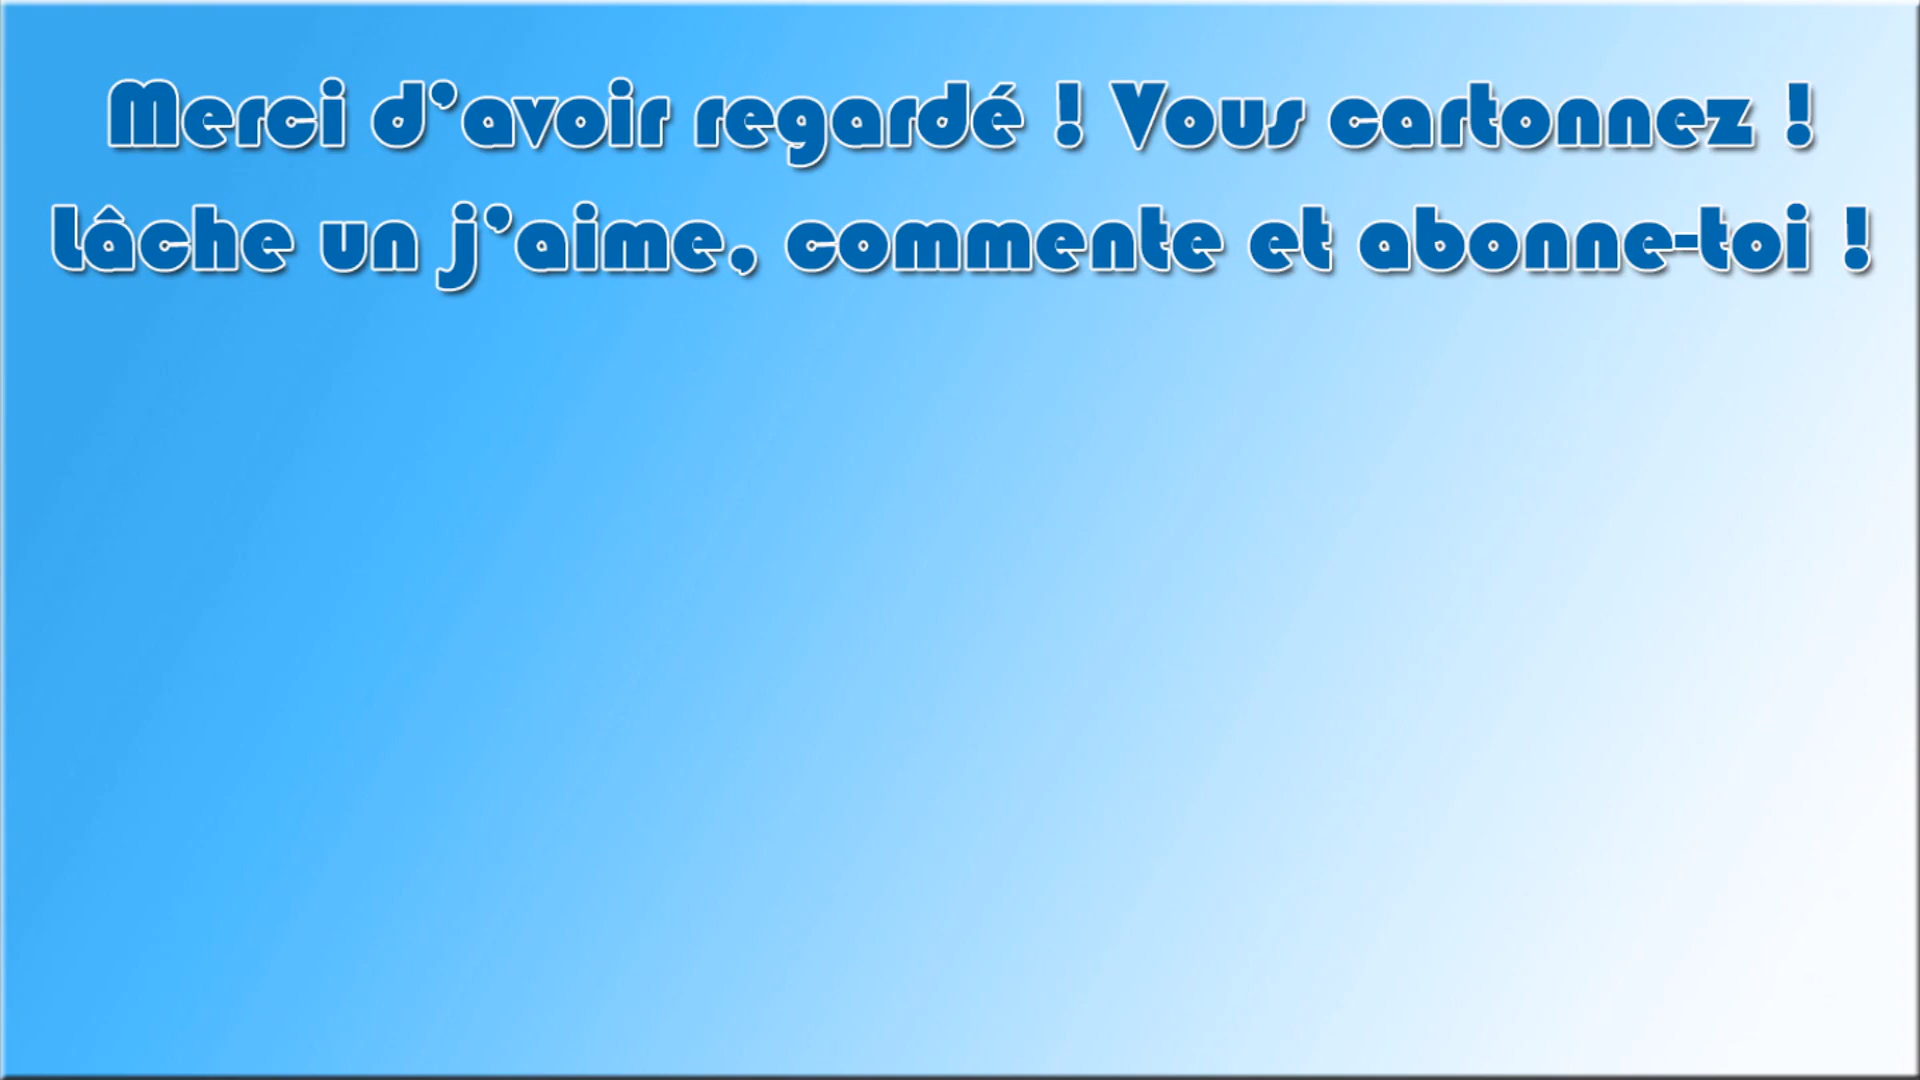 Merci d’avoir regardé ! Vous cartonnez !
Lâche un j’aime, commente et abonne-toi !